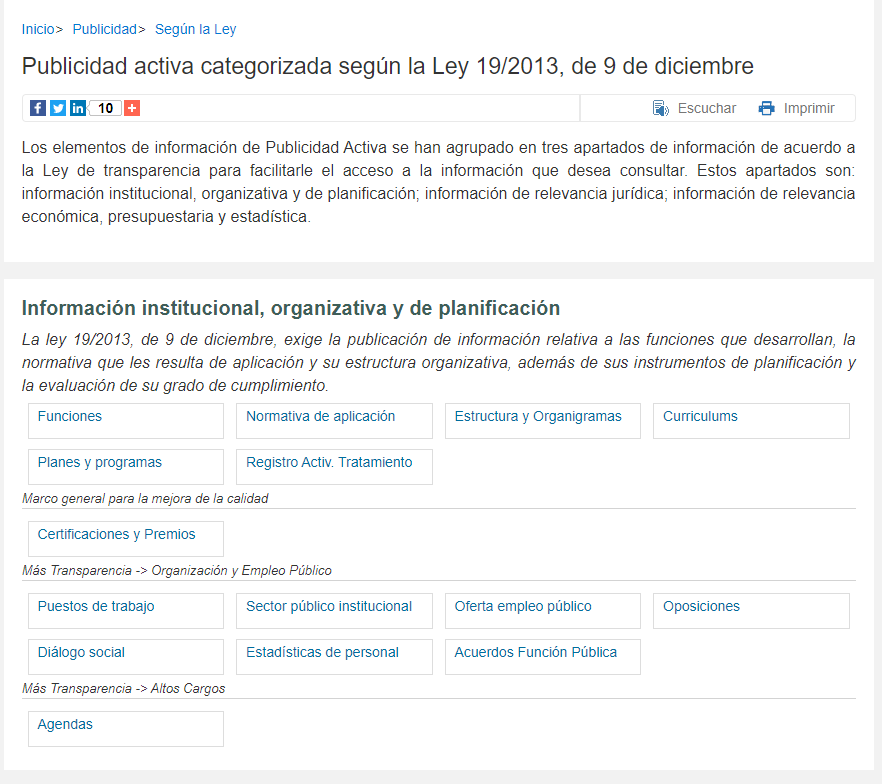 Inicio> Publicidad> Según la Ley
Publicidad activa categorizada según la Ley 19/2013, de 9 de diciembre
f in 10 + Escuchar Imprimir
Los elementos de información de Publicidad Activa se han agrupado en tres apartados de información de acuerdo a
la Ley de transparencia para facilitarle el acceso a la información que desea consultar. Estos apartados son:
información institucional, organizativa y de planificación; información de relevancia jurídica; información de relevancia
económica, presupuestaria y estadística.
Información institucional, organizativa y de planificación
La ley 19/2013, de 9 de diciembre, exige la publicación de información relativa a las funciones que desarrollan, la
normativa que les resulta de aplicación y su estructura organizativa, además de sus instrumentos de planificación y
la evaluación de su grado de cumplimiento.
Funciones Normativa de aplicación Estructura y Organigramas Curriculums
Planes y programas Registro Activ. Tratamiento
Marco general para la mejora de la calidad
Certificaciones y Premios
Más Transparencia -> Organización y Empleo Público
Puestos de trabajo Sector público institucional Oferta empleo público Oposiciones
Diálogo social Estadísticas de personal Acuerdos Función Pública
Más Transparencia -> Altos Cargos
Agendas